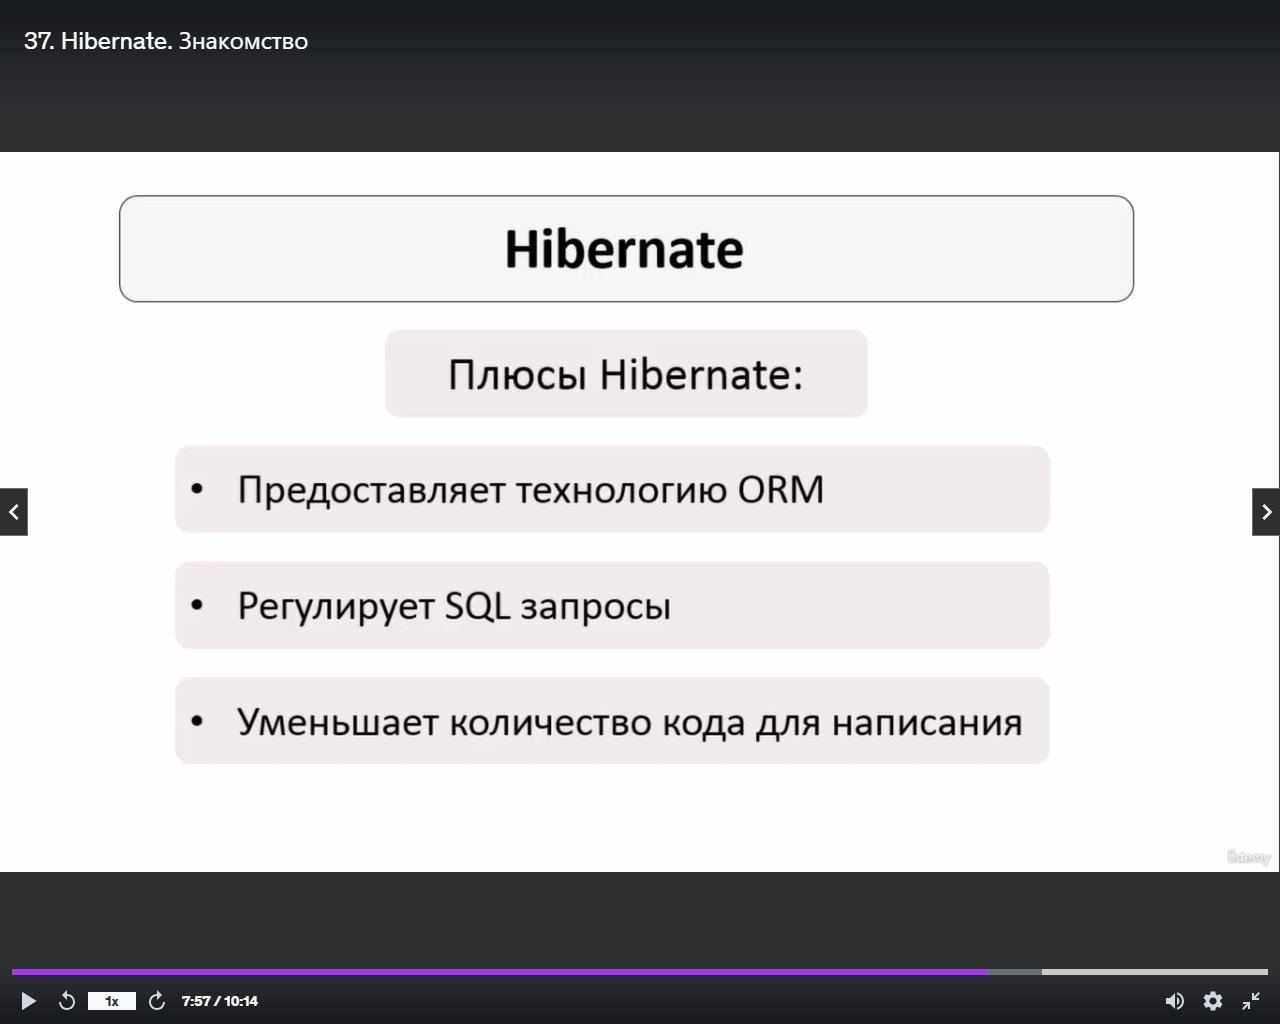 37. Hibernate. Знакомство
Hibernate
Плюсы Hibernate:
• Предоставляет технологию ORM
• Регулирует SQL запросы
• Уменьшает количество кода для написания
ûdemy
1x
7:57 / 10:14